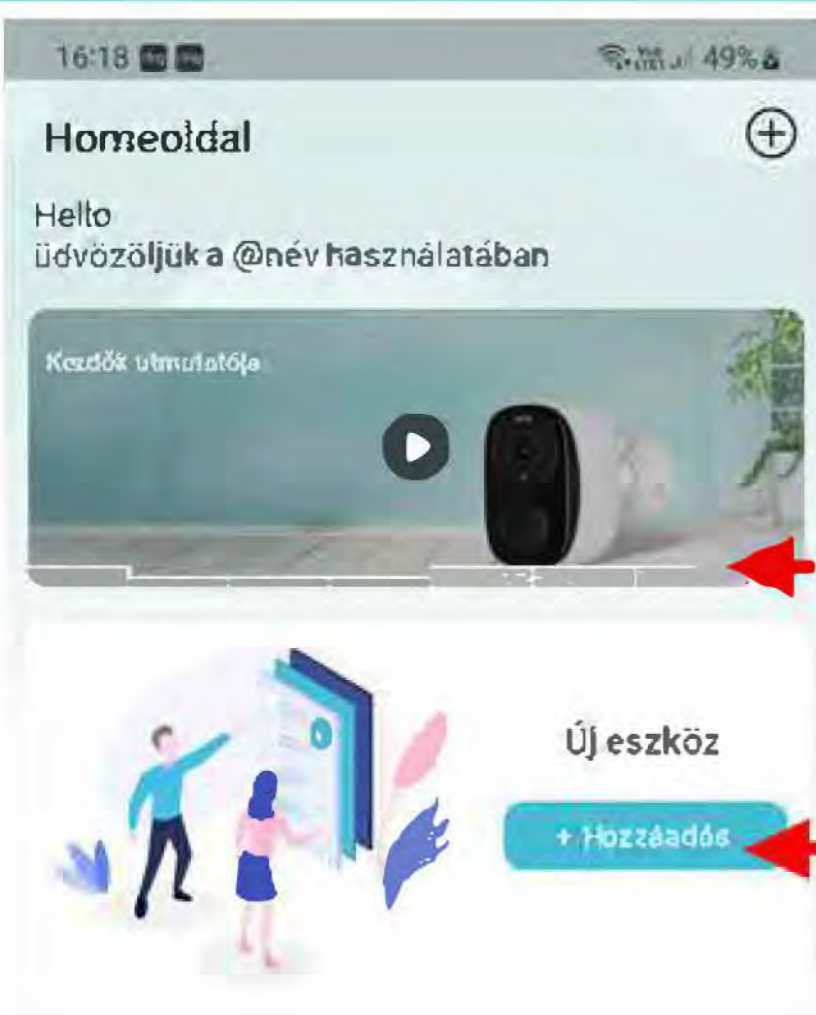 16:18
49%
Homeoldal
Hello
üdvözöljük a @név használatában
Kezdők útmutatója
Új eszköz
+ Hozzáadás